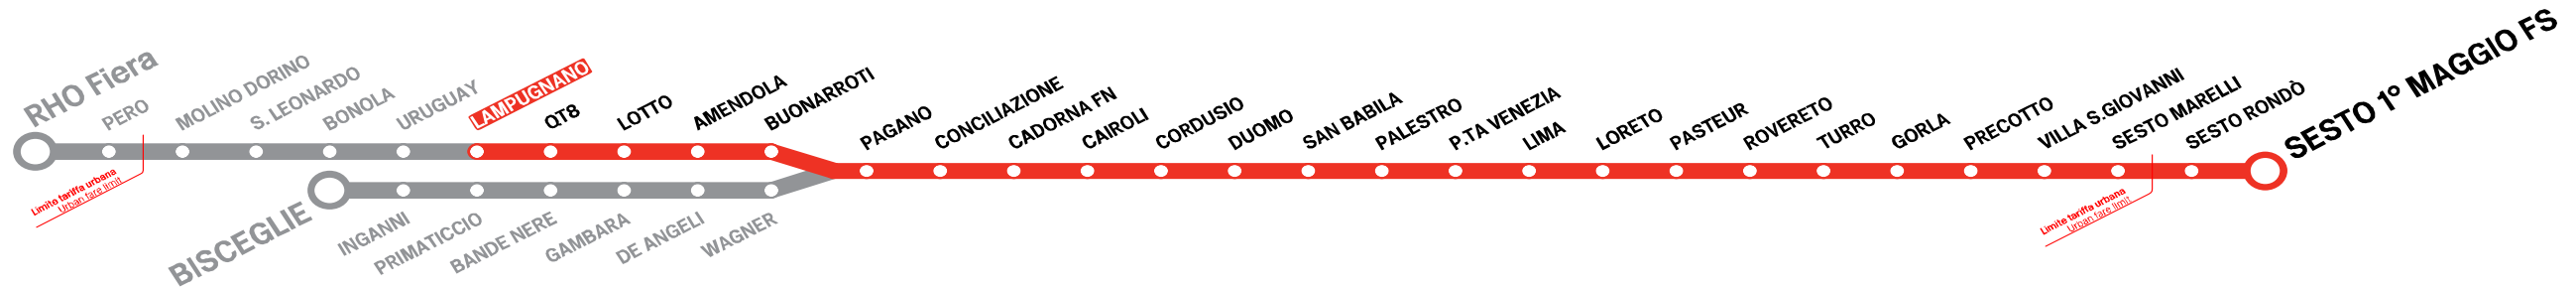 RHO Fiera
PERO
MOLINO DORINO
S. LEONARDO
BONOLA
URUGUAY
LAMPUGNANO
QT8
LOTTO
AMENDOLA
BUONARROTI
PAGANO
CONCILIAZIONE
CADORNA FN
CAIROLI
CORDUSIO
DUOMO
SAN BABILA
PALESTRO
P.TA VENEZIA
LIMA
LORETO
PASTEUR
ROVERETO
TURRO
GORLA
PRECOTTO
VILLA S.GIOVANNI
SESTO MARELLI
SESTO RONDÒ
SESTO 1° MAGGIO FS
Limite tariffa urbana
Urban fare limit
BISCEGLIE
INGANNI
PRIMATICCIO
BANDE NERE
GAMBARA
DE ANGELI
WAGNER
Limite tariffa urbana
Urban fare limit